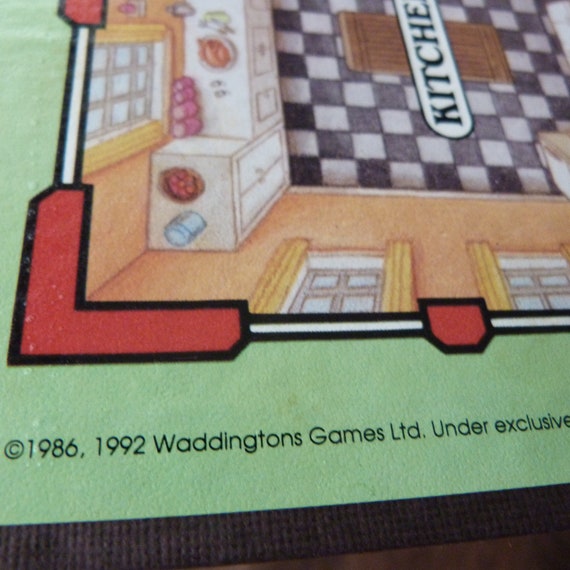 KITCHEN
©1986, 1992 Waddingtons Games Ltd. Under exclusive